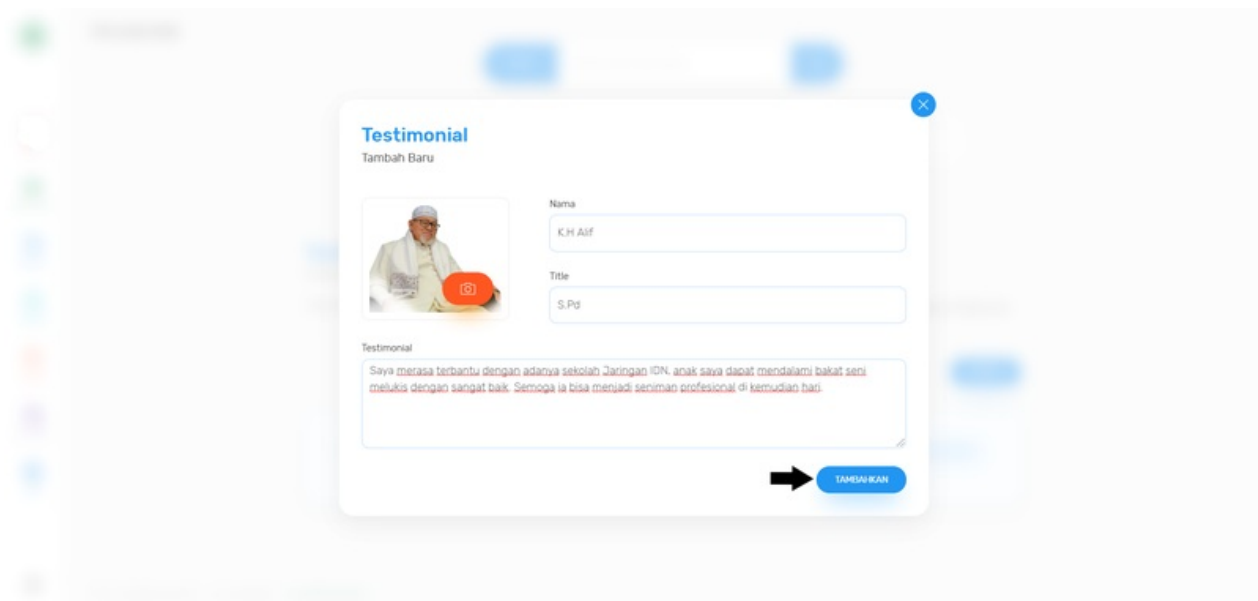 Testimonial
Tambah Baru
Nama
K.H Alif
Title
S.Pd
Testimonial
Saya merasa terbantu dengan adanya sekolah Jaringan IDN, anak saya dapat mendalami bakat seni
melukis dengan sangat baik. Semoga ia bisa menjadi seniman profesional di kemudian hari.
TAMBAHKAN